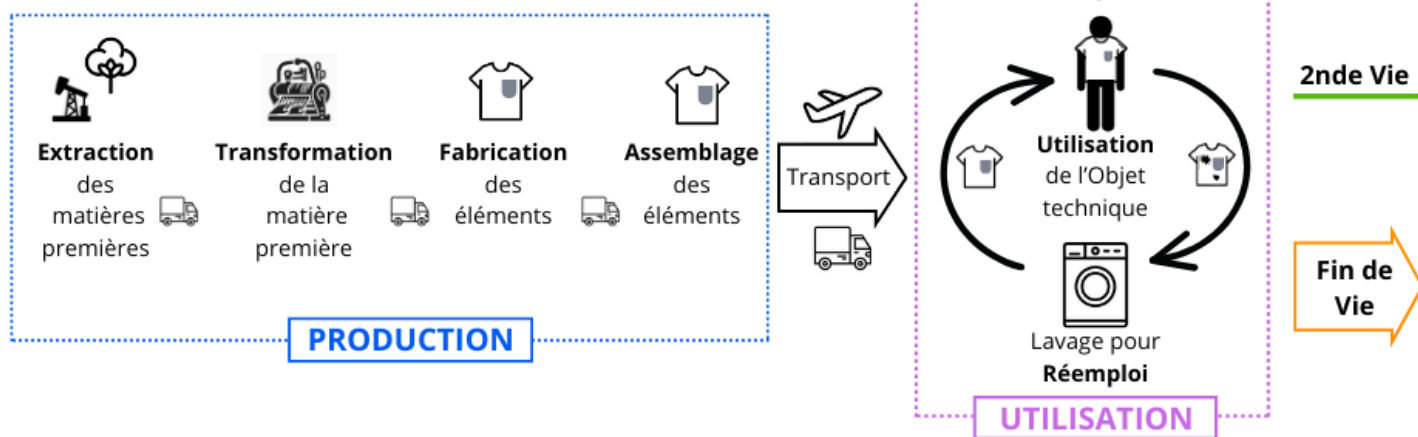 Extraction
des
matières
premières
Transformation
de la
matière
première
Fabrication
des
éléments
Assemblage
des
éléments
PRODUCTION
Transport
Utilisation
de l'Objet
technique
Lavage pour
Réemploi
UTILISATION
2nde Vie
Fin de
Vie